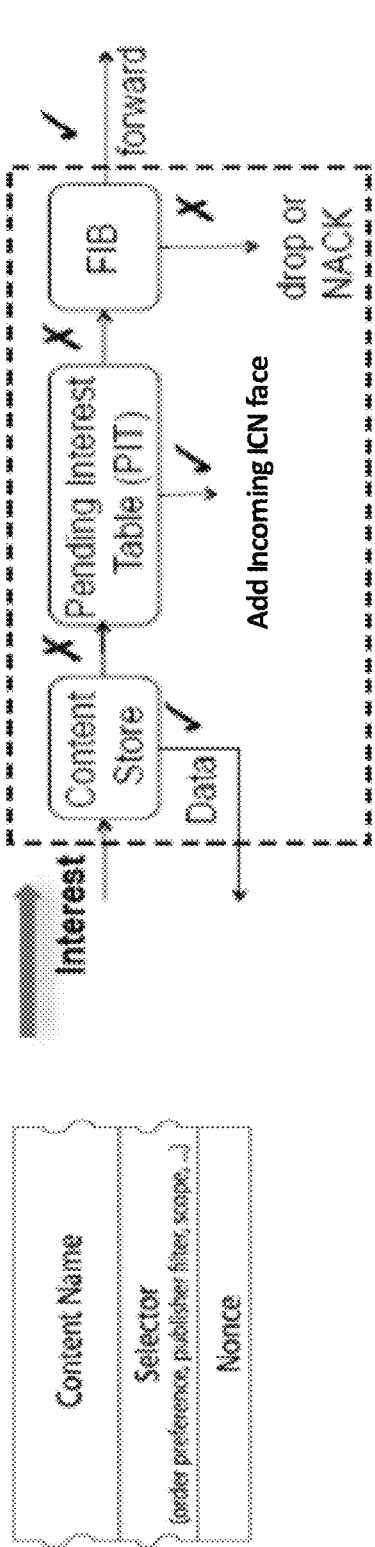 Content Name
Selector
(order preference, publisher filter, scope, ...)
Nonce
Interest
Content
Store
Data
Pending Interest
Table (PIT)
Add Incoming ICN face
FIB
forward
drop or
NACK